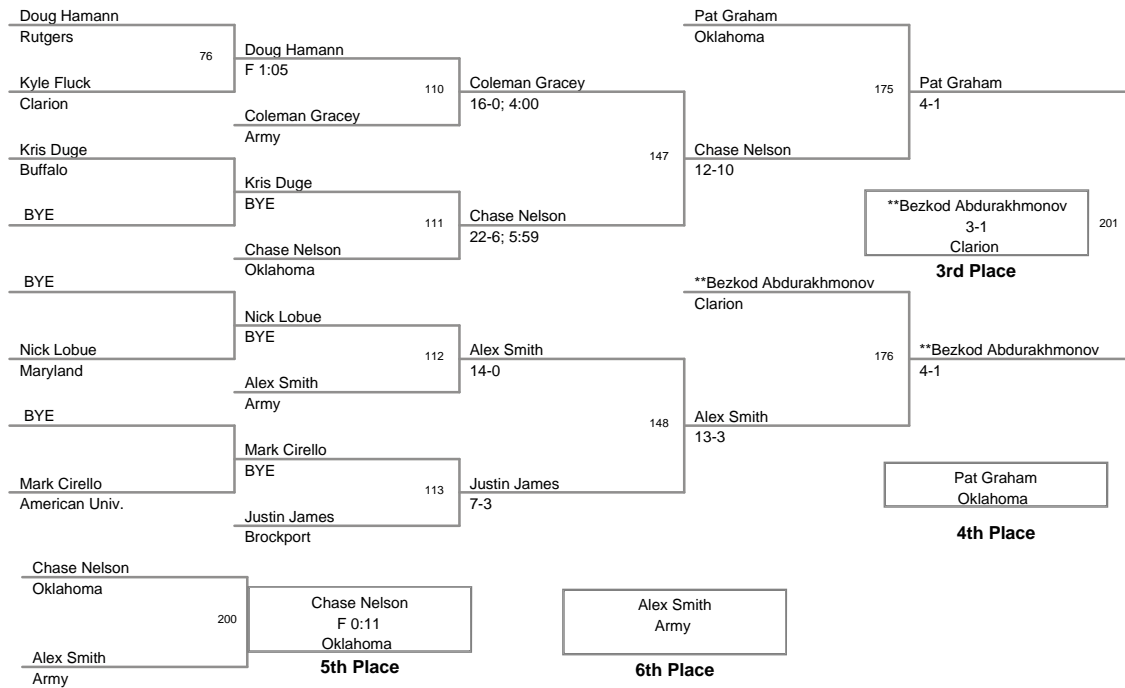 Doug Hamann
Rutgers
76
Kyle Fluck
Clarion
Doug Hamann
F 1:05
110
Coleman Gracey
Army
Coleman Gracey
16-0; 4:00
Kris Duge
Buffalo
BYE
Kris Duge
BYE
111
Chase Nelson
Oklahoma
Chase Nelson
22-6; 5:59
147
Chase Nelson
12-10
Pat Graham
Oklahoma
175
Pat Graham
4-1
**Bezkod Abdurakhmonov
3-1
Clarion
201
3rd Place
BYE
Nick Lobue
Maryland
Nick Lobue
BYE
112
Alex Smith
Army
Alex Smith
14-0
BYE
Mark Cirello
American Univ.
Mark Cirello
BYE
113
Justin James
Brockport
Justin James
7-3
148
Alex Smith
13-3
**Bezkod Abdurakhmonov
Clarion
176
**Bezkod Abdurakhmonov
4-1
Pat Graham
Oklahoma
4th Place
Chase Nelson
Oklahoma
200
Alex Smith
Army
Chase Nelson
F 0:11
Oklahoma
5th Place
Alex Smith
Army
6th Place